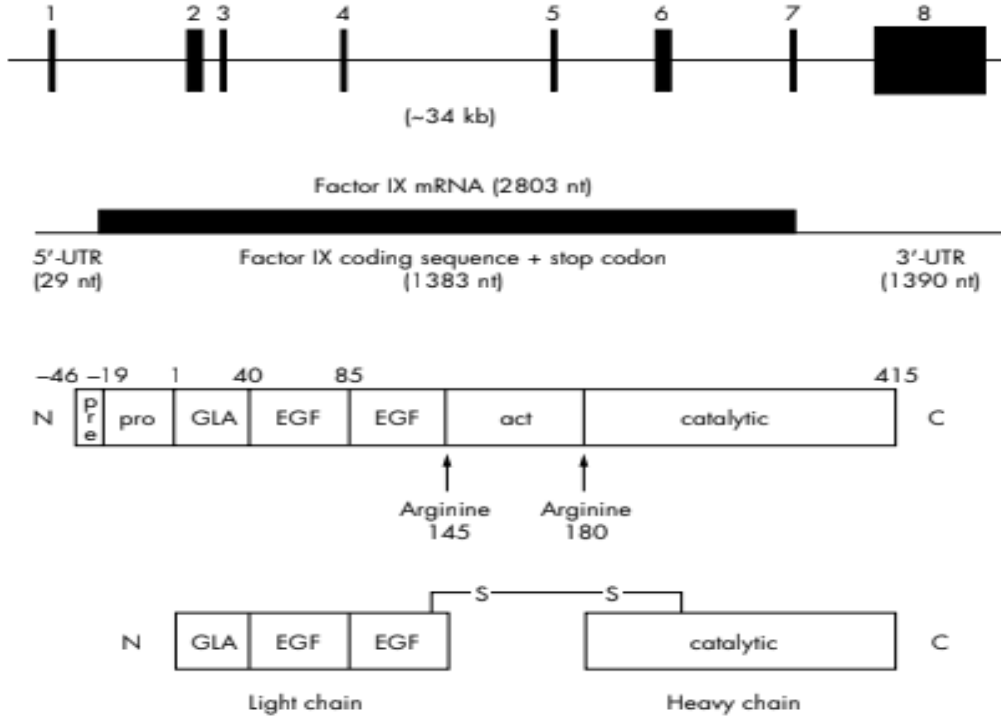 1 2 3 4 5 6 7 8
(~34 kb)
Factor IX mRNA (2803 nt)
5′-UTR Factor IX coding sequence + stop codon 3′-UTR
(29 nt) (1383 nt) (1390 nt)
–46 –19 1 40 85 415
N pre pro GLA EGF EGF act catalytic C
Arginine Arginine
145 180
S S
N GLA EGF EGF catalytic C
Light chain Heavy chain